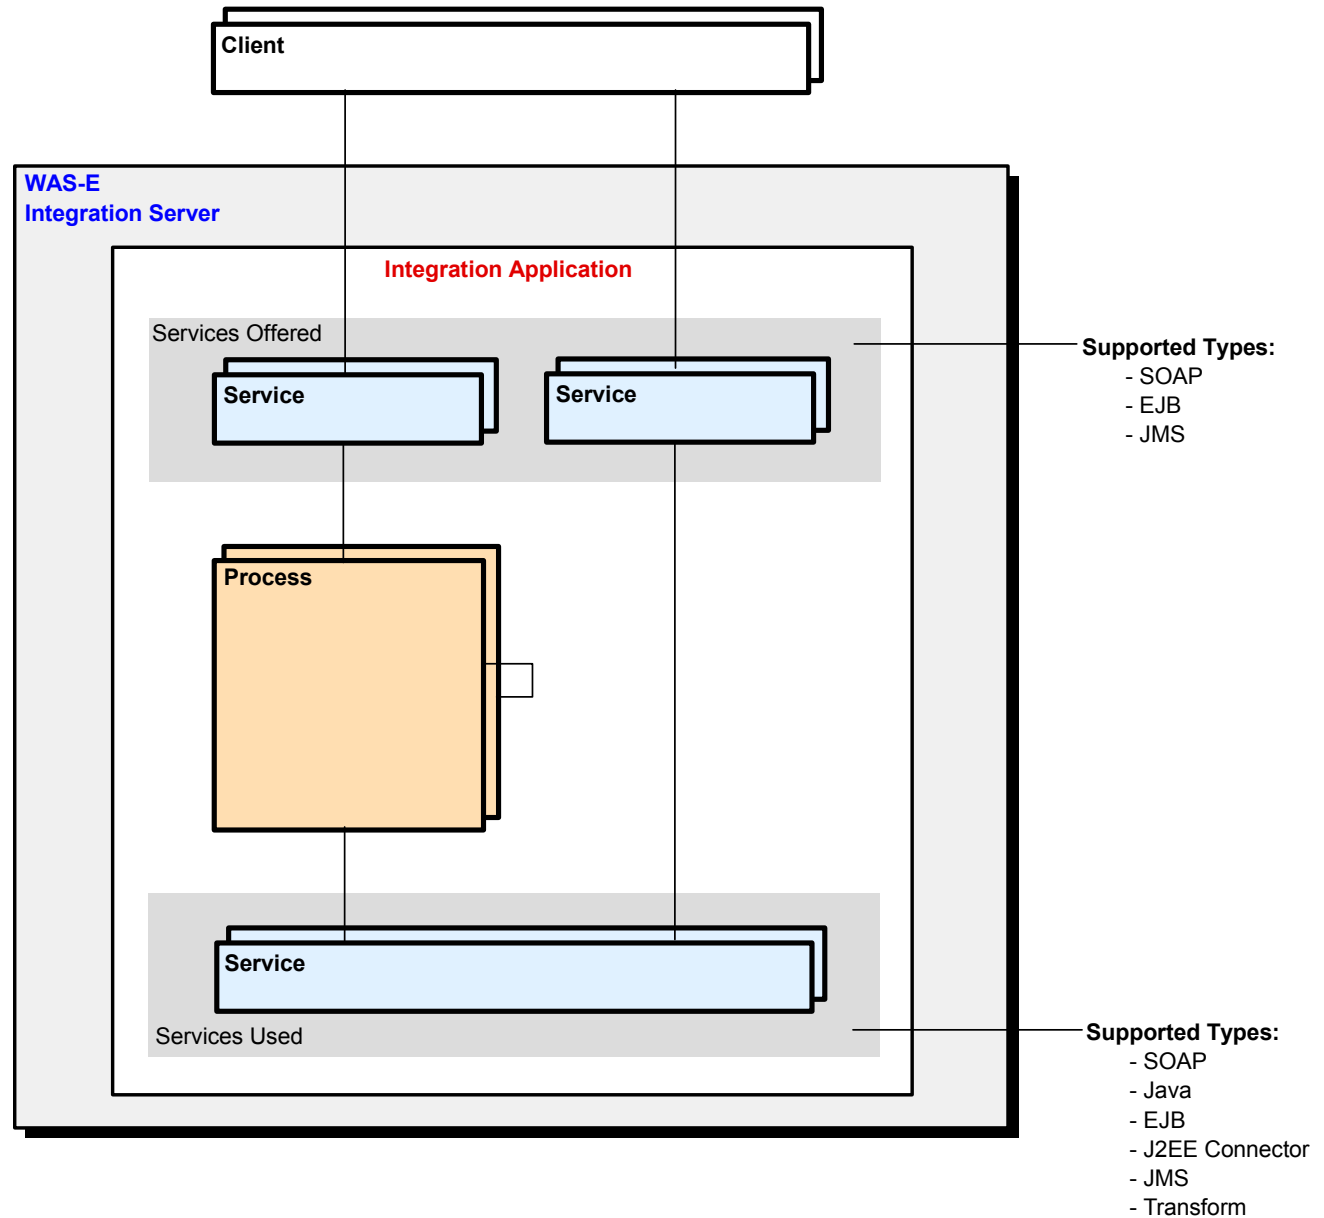 Client
WAS-E
Integration Server
Integration Application
Services Offered
Service
Service
Supported Types:
- SOAP
- EJB
- JMS
Process
Service
Services Used
Supported Types:
- SOAP
- Java
- EJB
- J2EE Connector
- JMS
- Transform